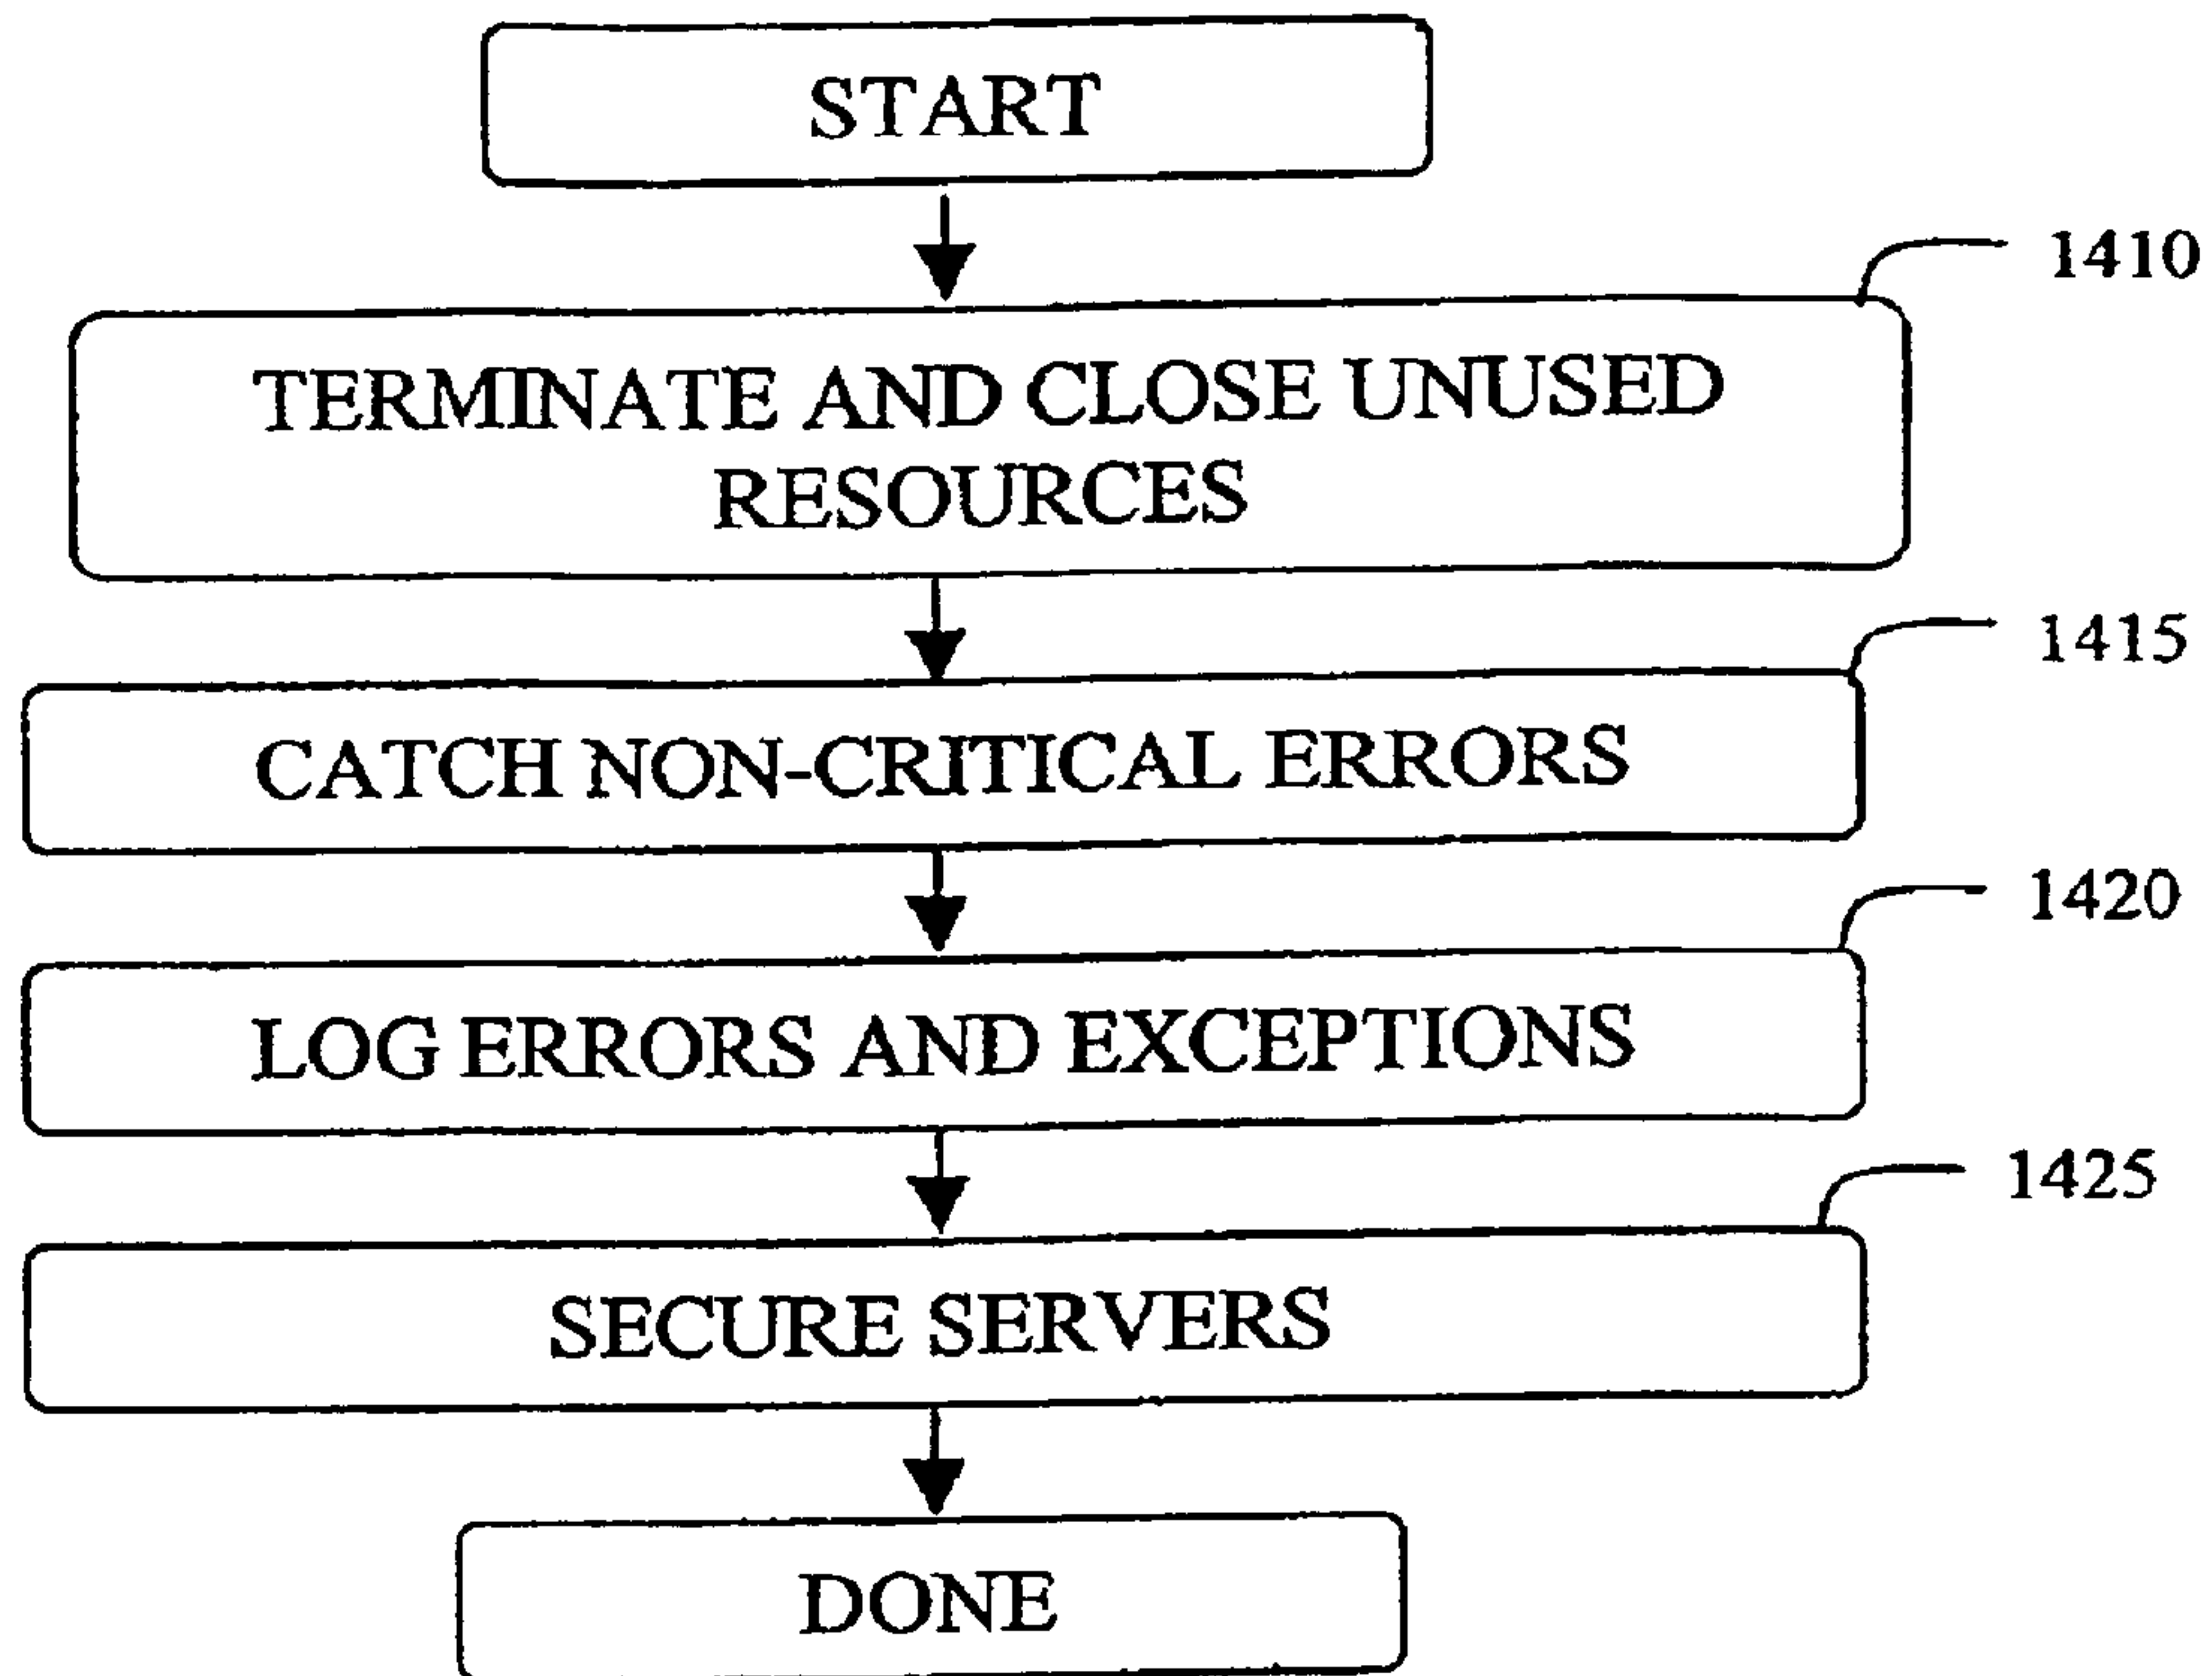 START
1410
TERMINATE AND CLOSE UNUSED
RESOURCES
1415
CATCH NON-CRITICAL ERRORS
1420
LOG ERRORS AND EXCEPTIONS
1425
SECURE SERVERS
DONE